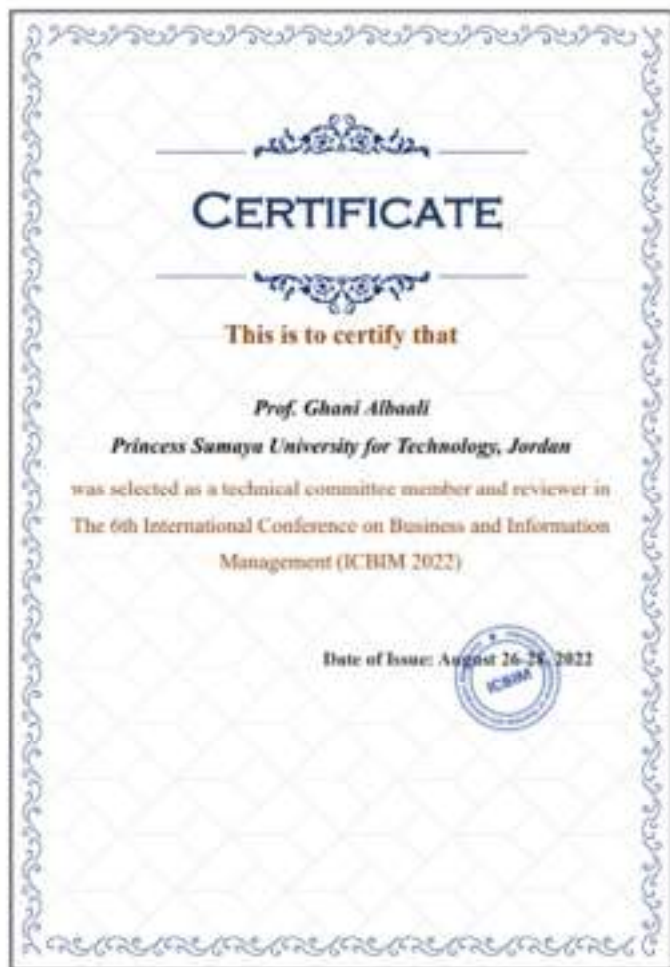 CERTIFICATE
This is to certify that
Prof. Ghani Albaali
Princess Sumaya University for Technology, Jordan
was selected as a technical committee member and reviewer in
The 6th International Conference on Business and Information
Management (ICBIM 2022)
Date of Issue: August 26-28, 2022
ICBIM